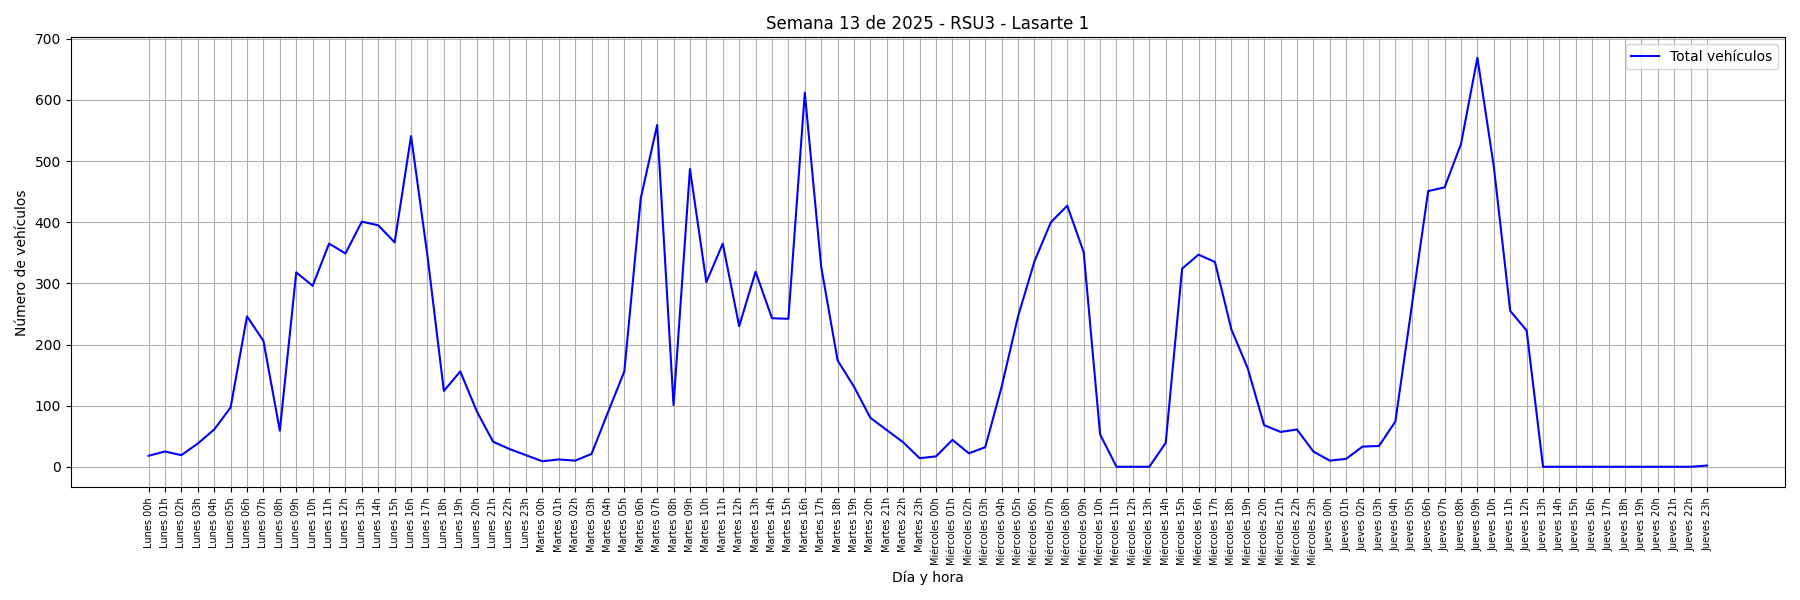 Semana 13 de 2025 - RSU3 - Lasarte 1
Total vehículos
Número de vehículos
700
600
500
400
300
200
100
0
Lunes 00h
Lunes 01h
Lunes 02h
Lunes 03h
Lunes 04h
Lunes 05h
Lunes 06h
Lunes 07h
Lunes 08h
Lunes 09h
Lunes 10h
Lunes 11h
Lunes 12h
Lunes 13h
Lunes 14h
Lunes 15h
Lunes 16h
Lunes 17h
Lunes 18h
Lunes 19h
Lunes 20h
Lunes 21h
Lunes 22h
Lunes 23h
Martes 00h
Martes 01h
Martes 02h
Martes 03h
Martes 04h
Martes 05h
Martes 06h
Martes 07h
Martes 08h
Martes 09h
Martes 10h
Martes 11h
Martes 12h
Martes 13h
Martes 14h
Martes 15h
Martes 16h
Martes 17h
Martes 18h
Martes 19h
Martes 20h
Martes 21h
Martes 22h
Martes 23h
Miércoles 00h
Miércoles 01h
Miércoles 02h
Miércoles 03h
Miércoles 04h
Miércoles 05h
Miércoles 06h
Miércoles 07h
Miércoles 08h
Miércoles 09h
Miércoles 10h
Miércoles 11h
Miércoles 12h
Miércoles 13h
Miércoles 14h
Miércoles 15h
Miércoles 16h
Miércoles 17h
Miércoles 18h
Miércoles 19h
Miércoles 20h
Miércoles 21h
Miércoles 22h
Miércoles 23h
Jueves 00h
Jueves 01h
Jueves 02h
Jueves 03h
Jueves 04h
Jueves 05h
Jueves 06h
Jueves 07h
Jueves 08h
Jueves 09h
Jueves 10h
Jueves 11h
Jueves 12h
Jueves 13h
Jueves 14h
Jueves 15h
Jueves 16h
Jueves 17h
Jueves 18h
Jueves 19h
Jueves 20h
Jueves 21h
Jueves 22h
Jueves 23h
Día y hora